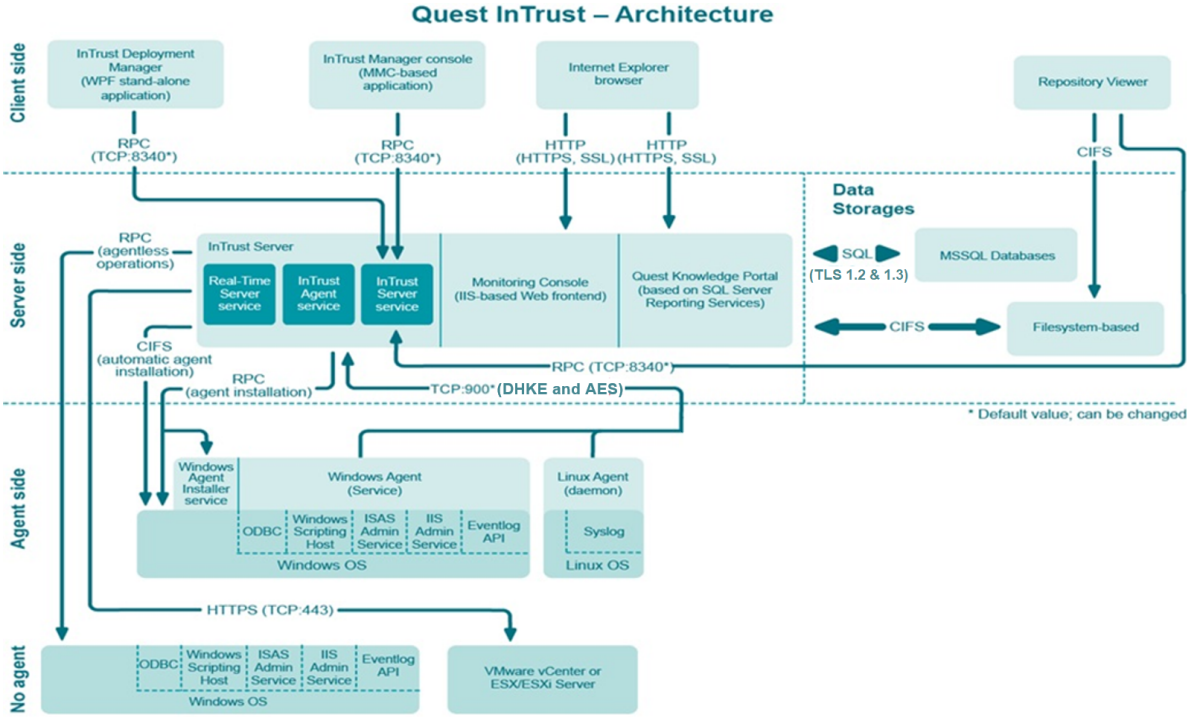 Quest InTrust – Architecture
Client side
InTrust Deployment
Manager
(WPF stand-alone
application)
InTrust Manager console
(MMC-based
application)
Internet Explorer
browser
Repository Viewer
RPC
(TCP:8340*)
RPC
(TCP:8340*)
HTTP
(HTTPS, SSL)
HTTP
(HTTPS, SSL)
CIFS
Server side
Data
Storages
RPC
(agentless
operations)
InTrust Server
Real-Time
Server
service
InTrust
Agent
service
InTrust
Server
service
Monitoring Console
(IIS-based Web frontend)
Quest Knowledge Portal
(based on SQL Server
Reporting Services)
SQL
(TLS 1.2 & 1.3)
MSSQL Databases
CIFS
Filesystem-based
CIFS
(automatic agent
installation)
RPC (TCP:8340*)
RPC
(agent installation)
TCP:900* (DHKE and AES)
* Default value; can be changed
Agent side
Windows
Agent
Installer
service
Windows Agent
(Service)
Linux Agent
(daemon)
ODBC
Windows
Scripting
Host
ISAS
Admin
Service
IIS
Admin
Service
Eventlog
API
Syslog
Windows OS
Linux OS
HTTPS (TCP:443)
No agent
ODBC
Windows
Scripting
Host
ISAS
Admin
Service
IIS
Admin
Service
Eventlog
API
Windows OS
VMware vCenter or
ESX/ESXi Server